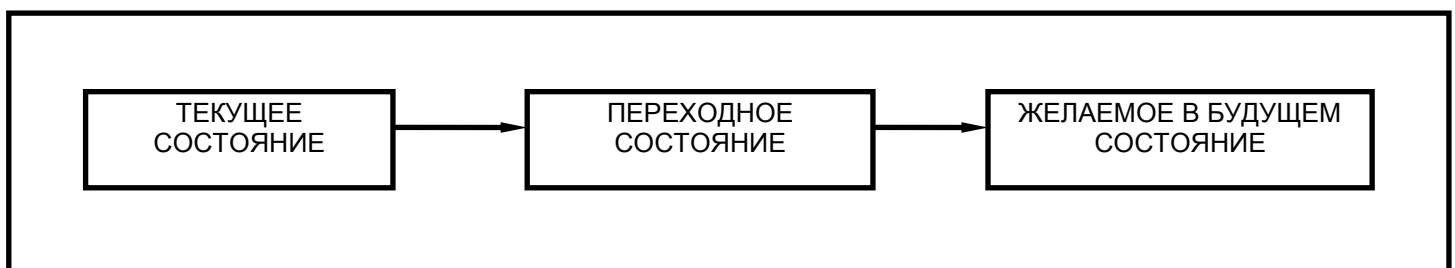 ТЕКУЩЕЕ
СОСТОЯНИЕ
ПЕРЕХОДНОЕ
СОСТОЯНИЕ
ЖЕЛАЕМОЕ В БУДУЩЕМ
СОСТОЯНИЕ